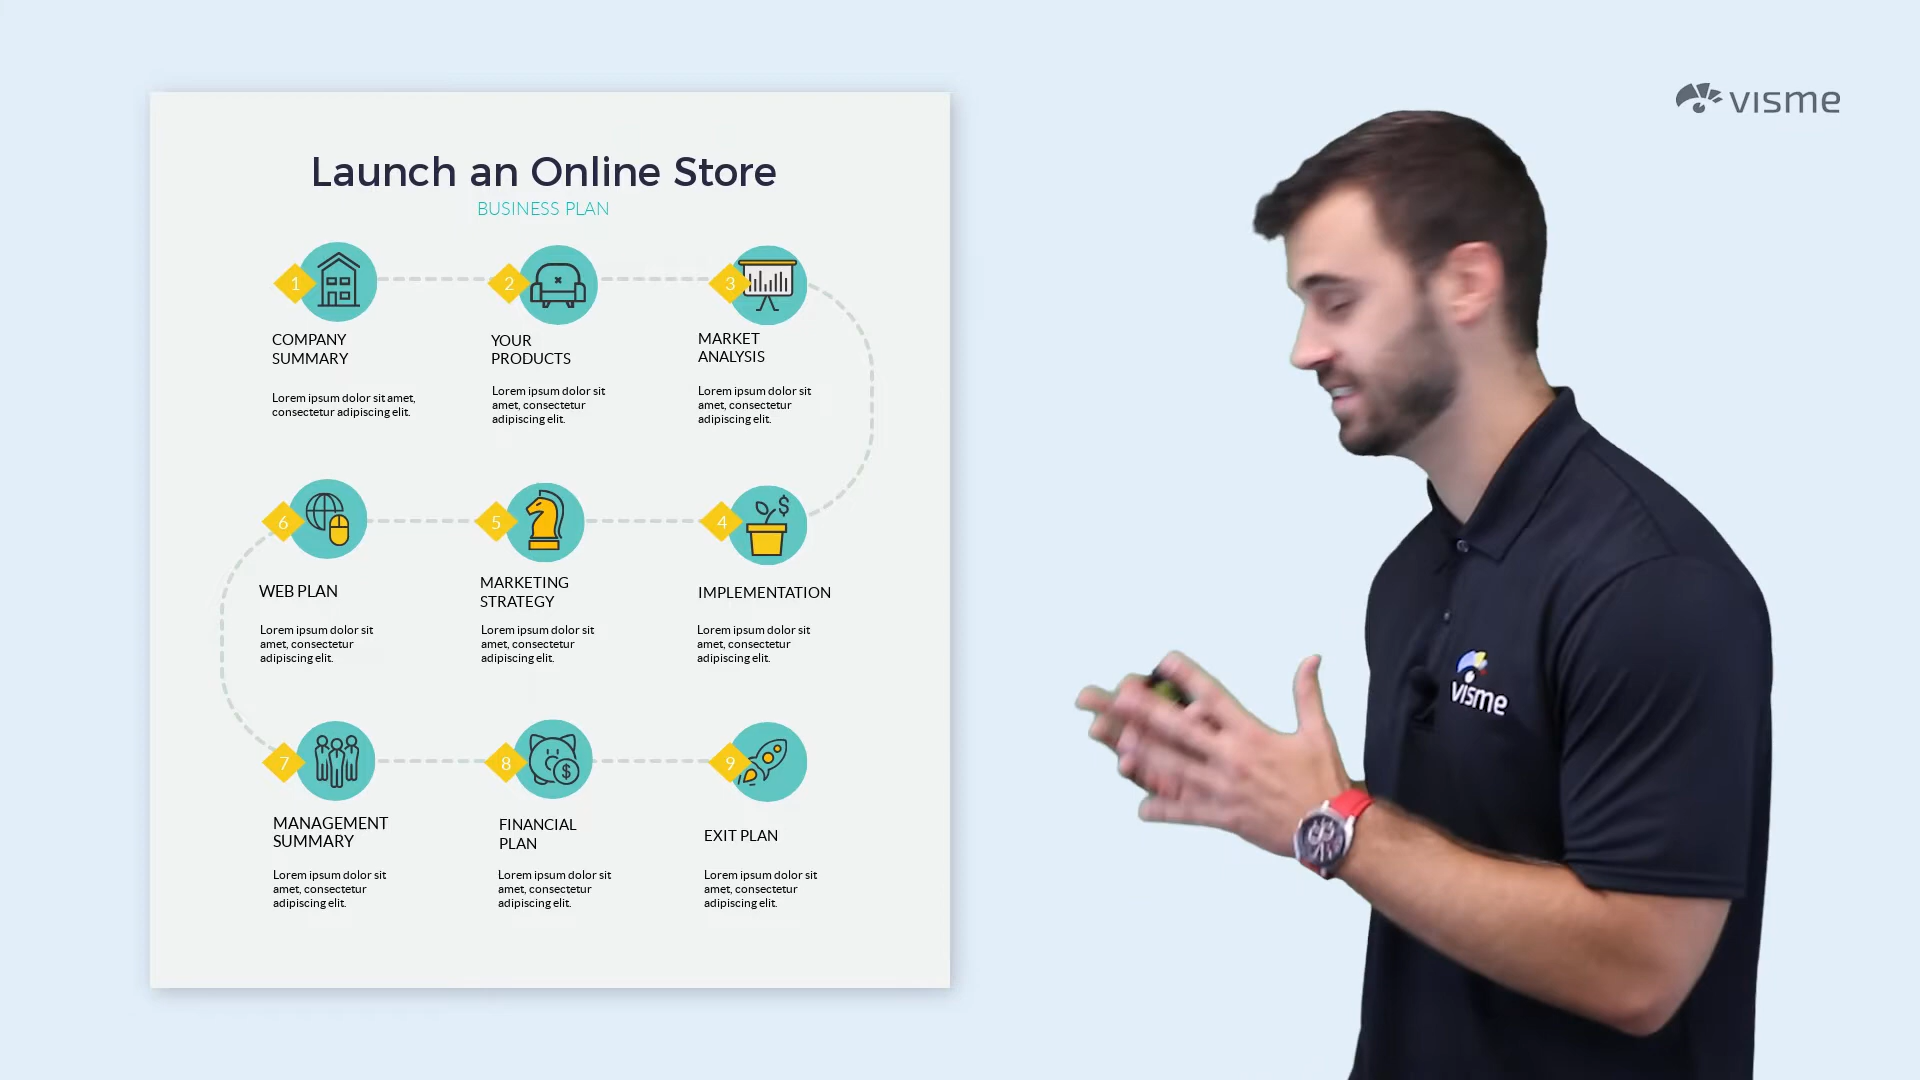 visme
Launch an Online Store
BUSINESS PLAN
1
COMPANY
SUMMARY
Lorem ipsum dolor sit amet,
consectetur adipiscing elit.
2
YOUR
PRODUCTS
Lorem ipsum dolor sit
amet, consectetur
adipiscing elit.
3
MARKET
ANALYSIS
Lorem ipsum dolor sit
amet, consectetur
adipiscing elit.
$
4
IMPLEMENTATION
Lorem ipsum dolor sit
amet, consectetur
adipiscing elit.
5
MARKETING
STRATEGY
Lorem ipsum dolor sit
amet, consectetur
adipiscing elit.
6
WEB PLAN
Lorem ipsum dolor sit
amet, consectetur
adipiscing elit.
7
MANAGEMENT
SUMMARY
Lorem ipsum dolor sit
amet, consectetur
adipiscing elit.
8
$
FINANCIAL
PLAN
Lorem ipsum dolor sit
amet, consectetur
adipiscing elit.
9
EXIT PLAN
Lorem ipsum dolor sit
amet, consectetur
adipiscing elit.
visme